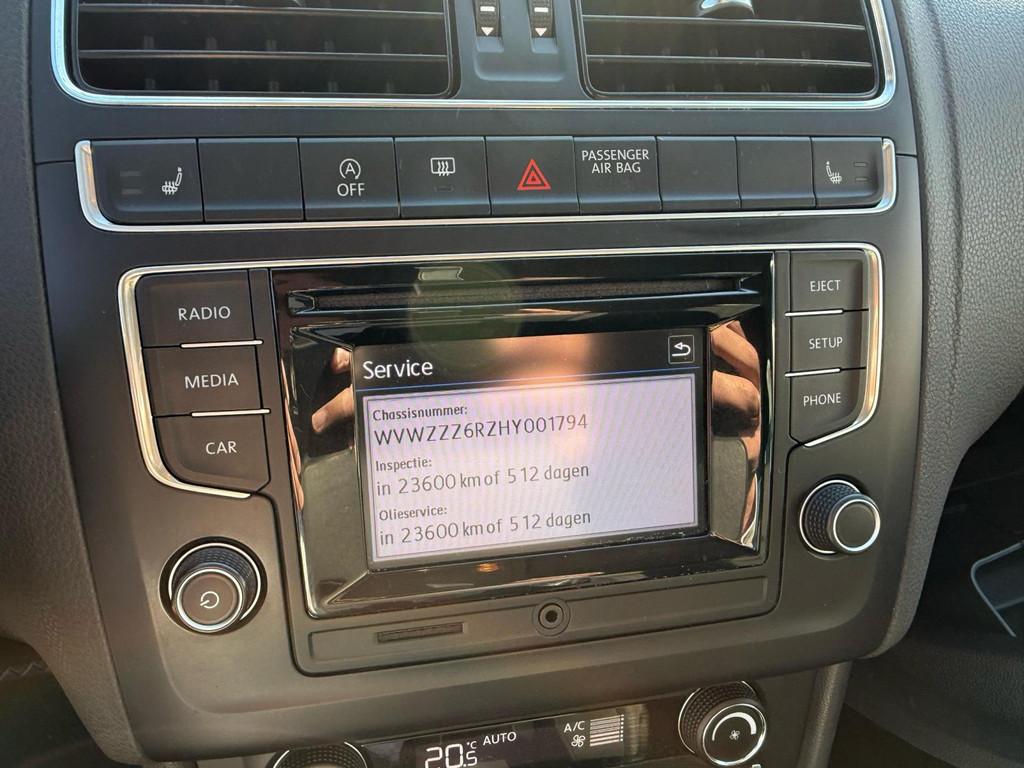 A
OFF
PASSENGER
AIR BAG
RADIO
MEDIA
CAR
EJECT
SETUP
PHONE
Service
Chassisnummer:
WVWZZZ6RZHY001794
Inspectie:
in 23600 km of 512 dagen
Olieservice:
in 23600 km of 512 dagen
20.5 °C AUTO
A/C